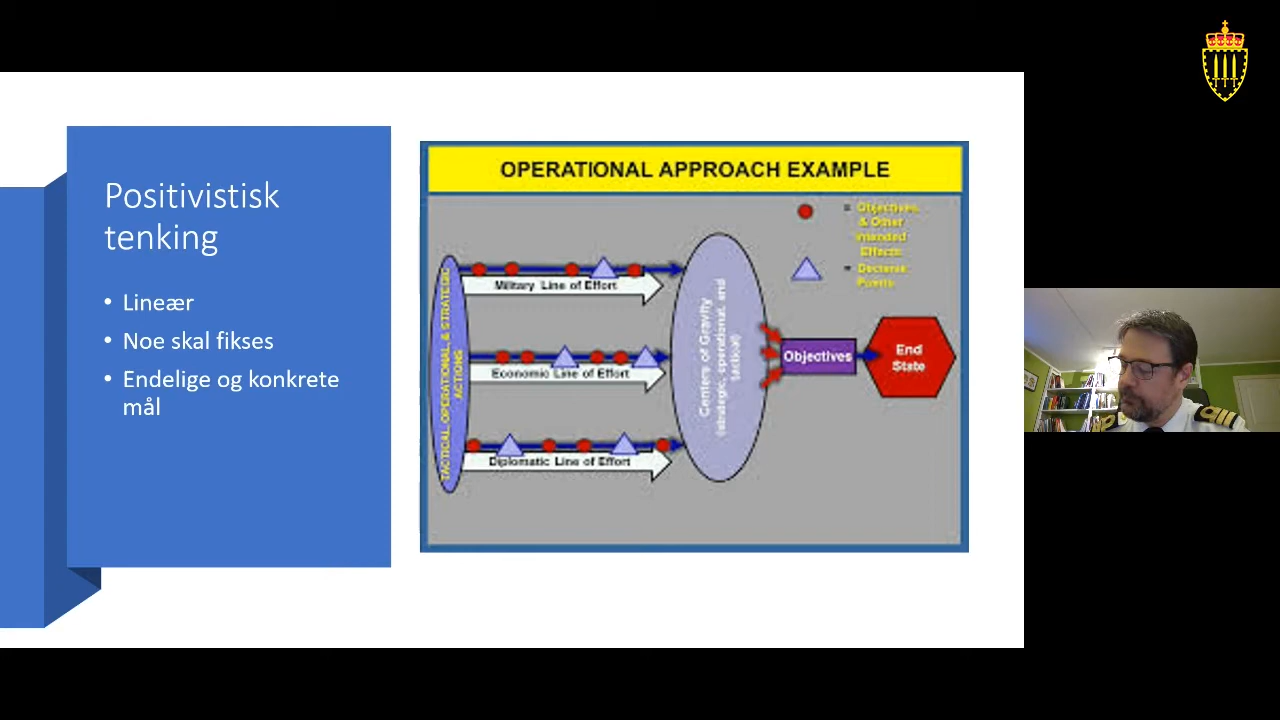 Positivistisk
tenking
• Lineær
• Noe skal fikses
• Endelige og konkrete
mål
OPERATIONAL APPROACH EXAMPLE
= Objectives
& Other
Intended
Effects
= Decisive
Points
TACTICAL, OPERATIONAL, & STRATEGIC
ACTIONS
Military Line of Effort
Economic Line of Effort
Diplomatic Line of Effort
Centers of Gravity
(strategic, operational, and
tactical)
Objectives
End
State